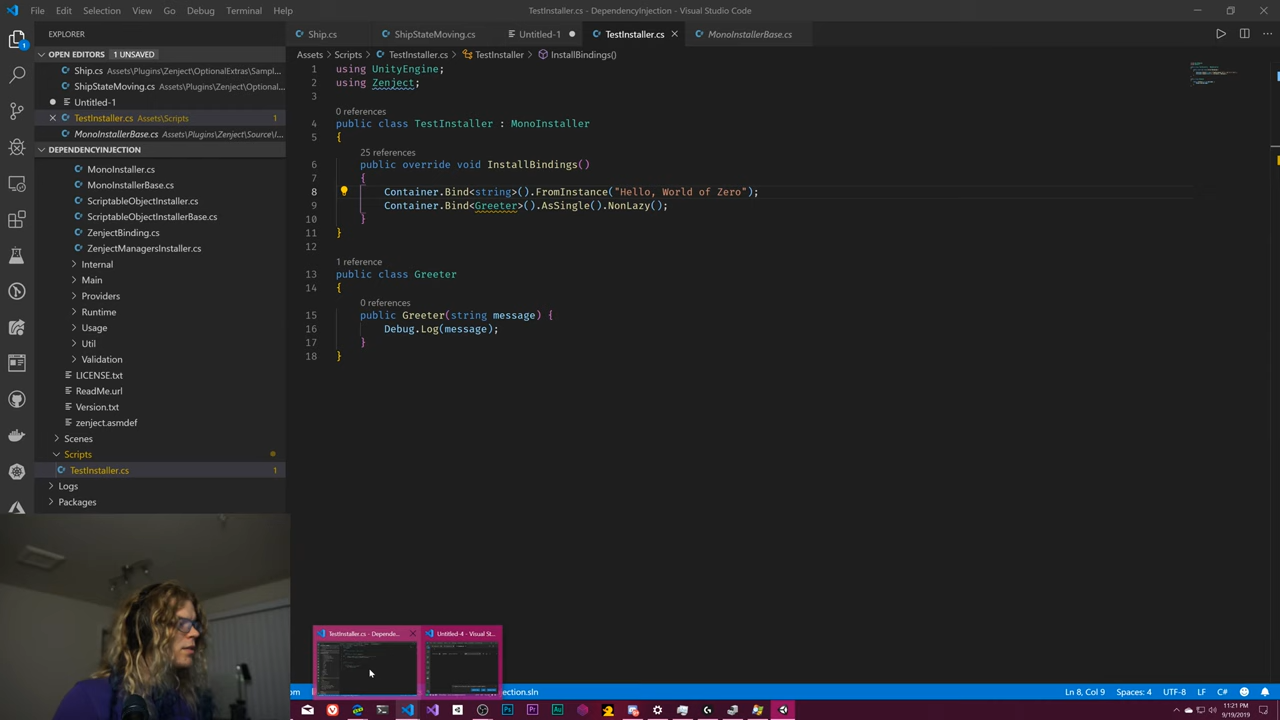 File Edit Selection View Go Debug Terminal Help
TestInstaller.cs - DependencyInjection - Visual Studio Code
EXPLORER
OPEN EDITORS 1 UNSAVED
Ship.cs Assets\Plugins\Zenject\OptionalExtras\Sampl...
ShipStateMoving.cs Assets\Plugins\Zenject\Optional...
Untitled-1
TestInstaller.cs Assets\Scripts 1
MonoInstallerBase.cs Assets\Plugins\Zenject\Source\I...
DEPENDENCYINJECTION
MonoInstaller.cs
MonoInstallerBase.cs
ScriptableObjectInstaller.cs
ScriptableObjectInstallerBase.cs
ZenjectBinding.cs
ZenjectManagersInstaller.cs
Internal
Main
Providers
Runtime
Usage
Util
Validation
LICENSE.txt
ReadMe.url
Version.txt
zenject.asmdef
Scenes
Scripts
TestInstaller.cs 1
Logs
Packages
Ship.cs ShipStateMoving.cs Untitled-1 TestInstaller.cs MonoInstallerBase.cs
Assets > Scripts > TestInstaller.cs > TestInstaller > InstallBindings()
1 using UnityEngine;
2 using Zenject;
3
0 references
4 public class TestInstaller : MonoInstaller
5 {
25 references
6 public override void InstallBindings()
7 {
8 Container.Bind<string>().FromInstance("Hello, World of Zero");
9 Container.Bind<Greeter>().AsSingle().NonLazy();
10 }
11 }
12
1 reference
13 public class Greeter
14 {
0 references
15 public Greeter(string message) {
16 Debug.Log(message);
17 }
18 }
TestInstaller.cs - Depende...
Untitled-4 - Visual St...
ection.sln
Ln 8, Col 9 Spaces: 4 UTF-8 LF C#
11:21 PM
9/19/2019